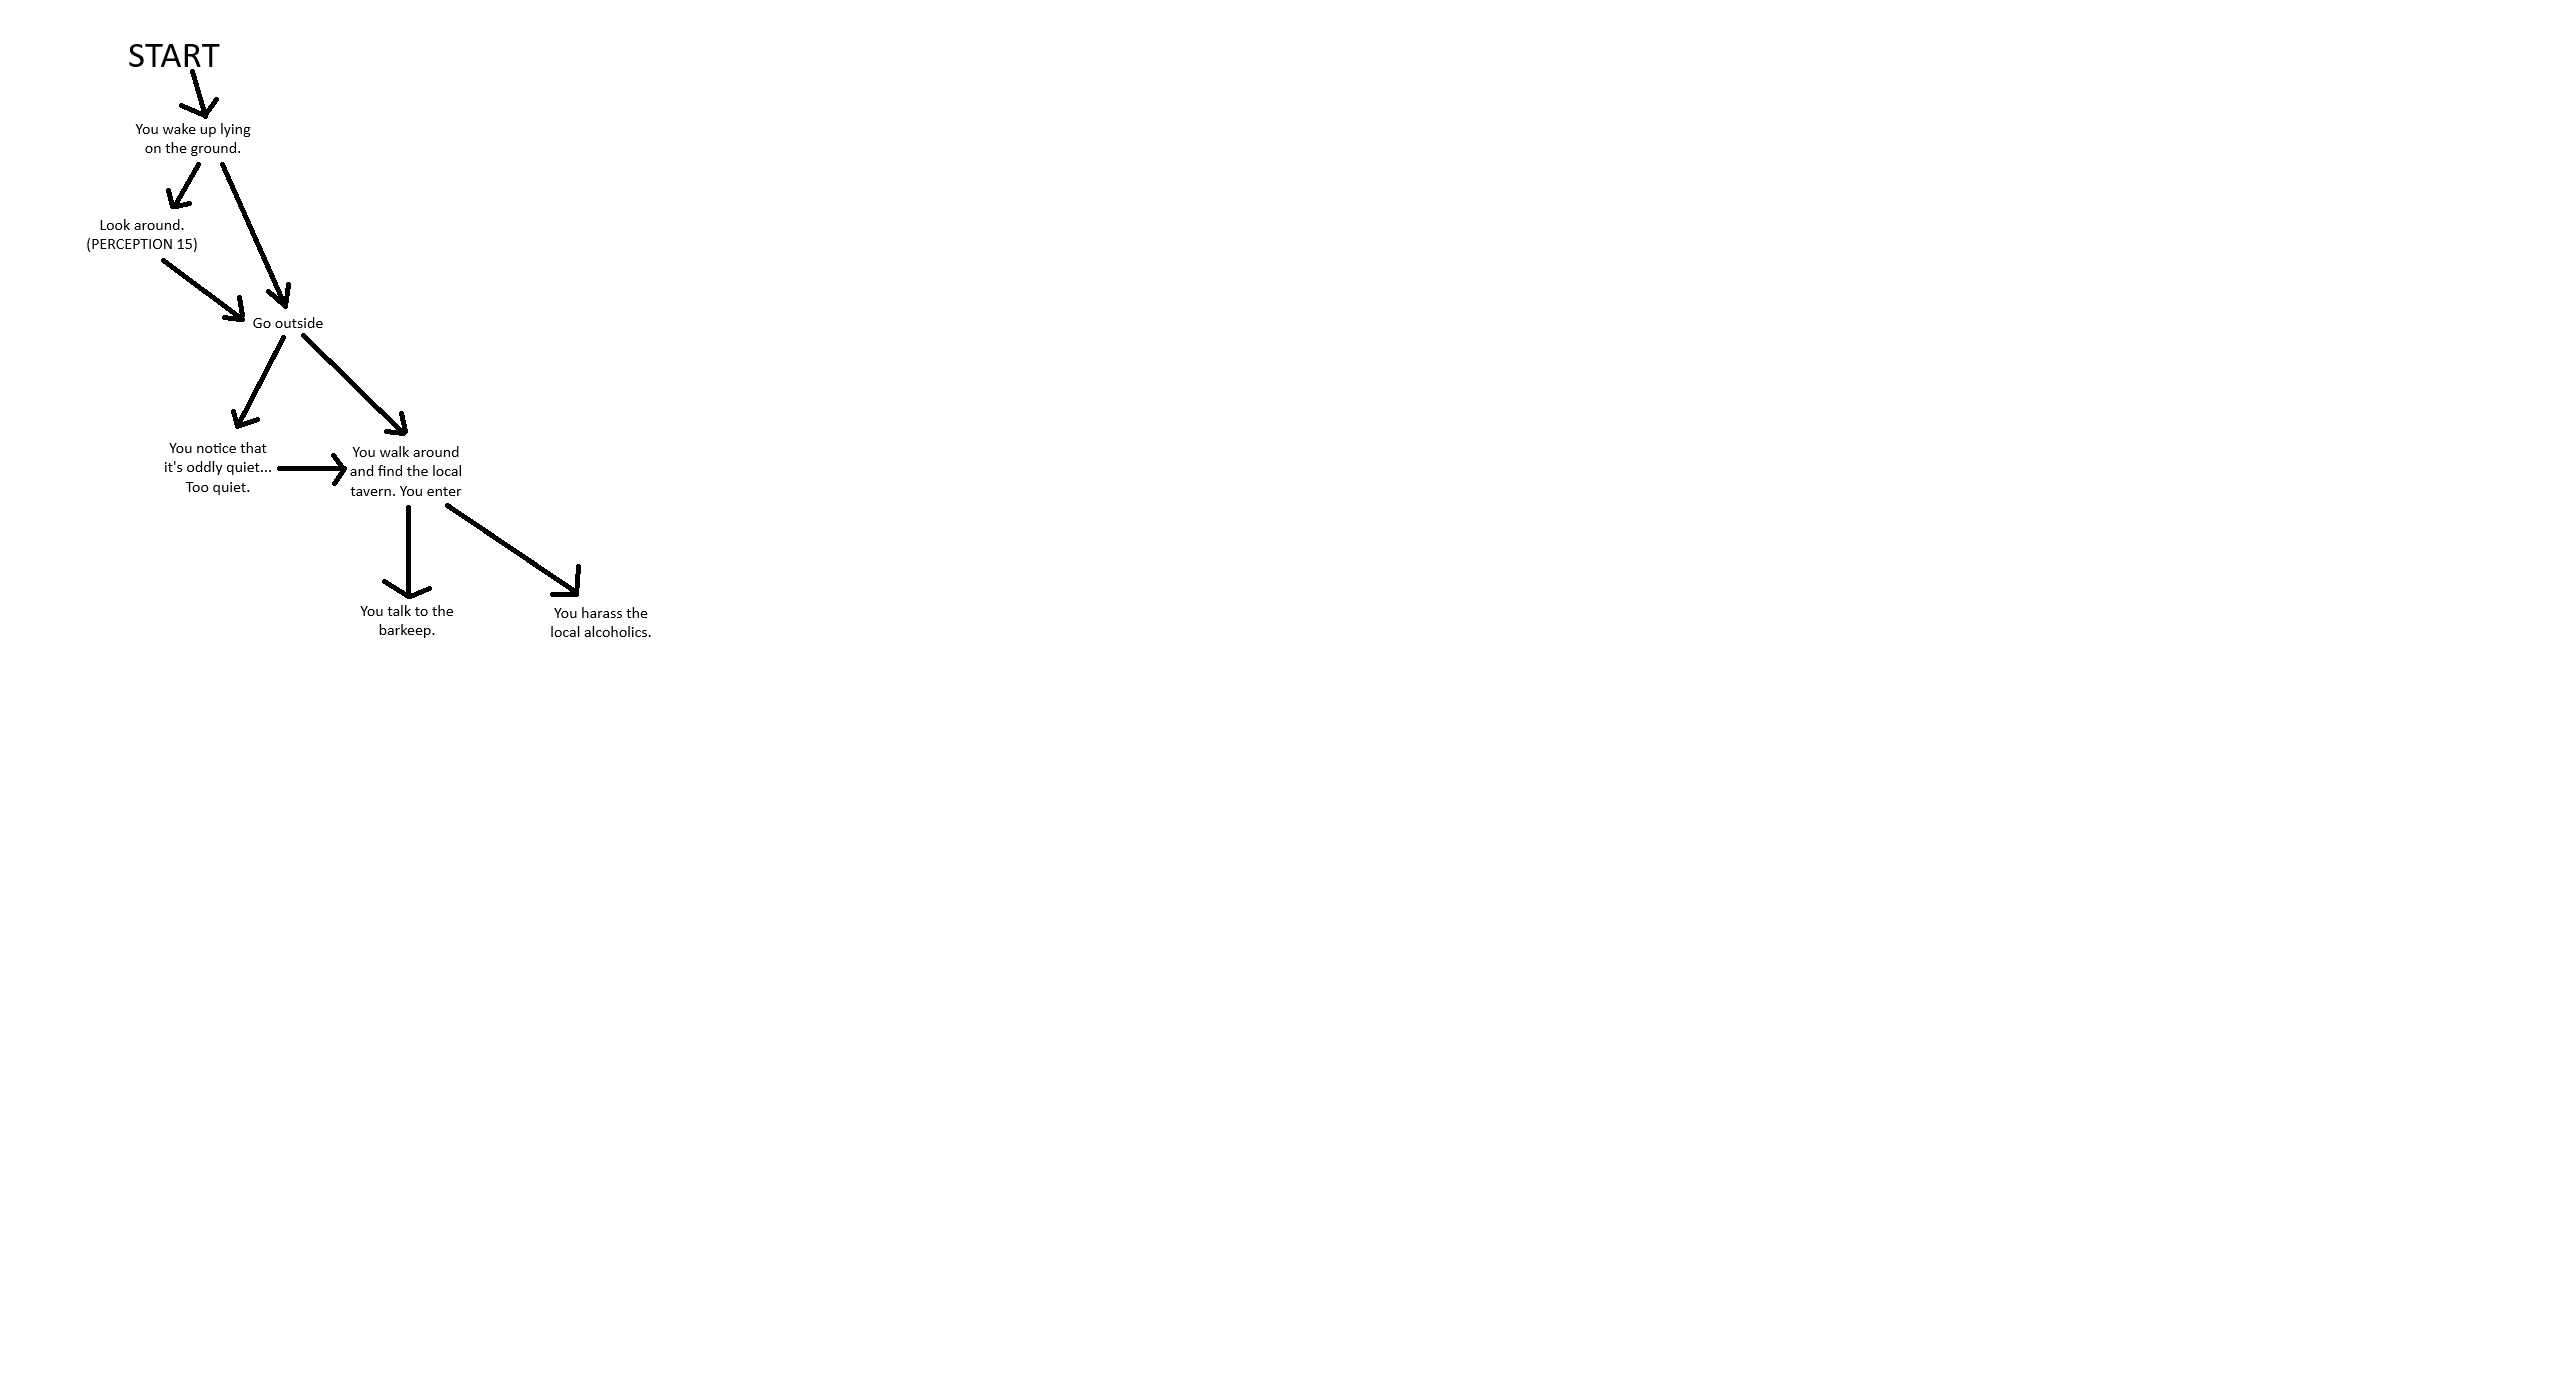 START
You wake up lying
on the ground.
Look around.
(PERCEPTION 15)
Go outside
You notice that
it's oddly quiet...
Too quiet.
You walk around
and find the local
tavern. You enter
You talk to the
barkeep.
You harass the
local alcoholics.